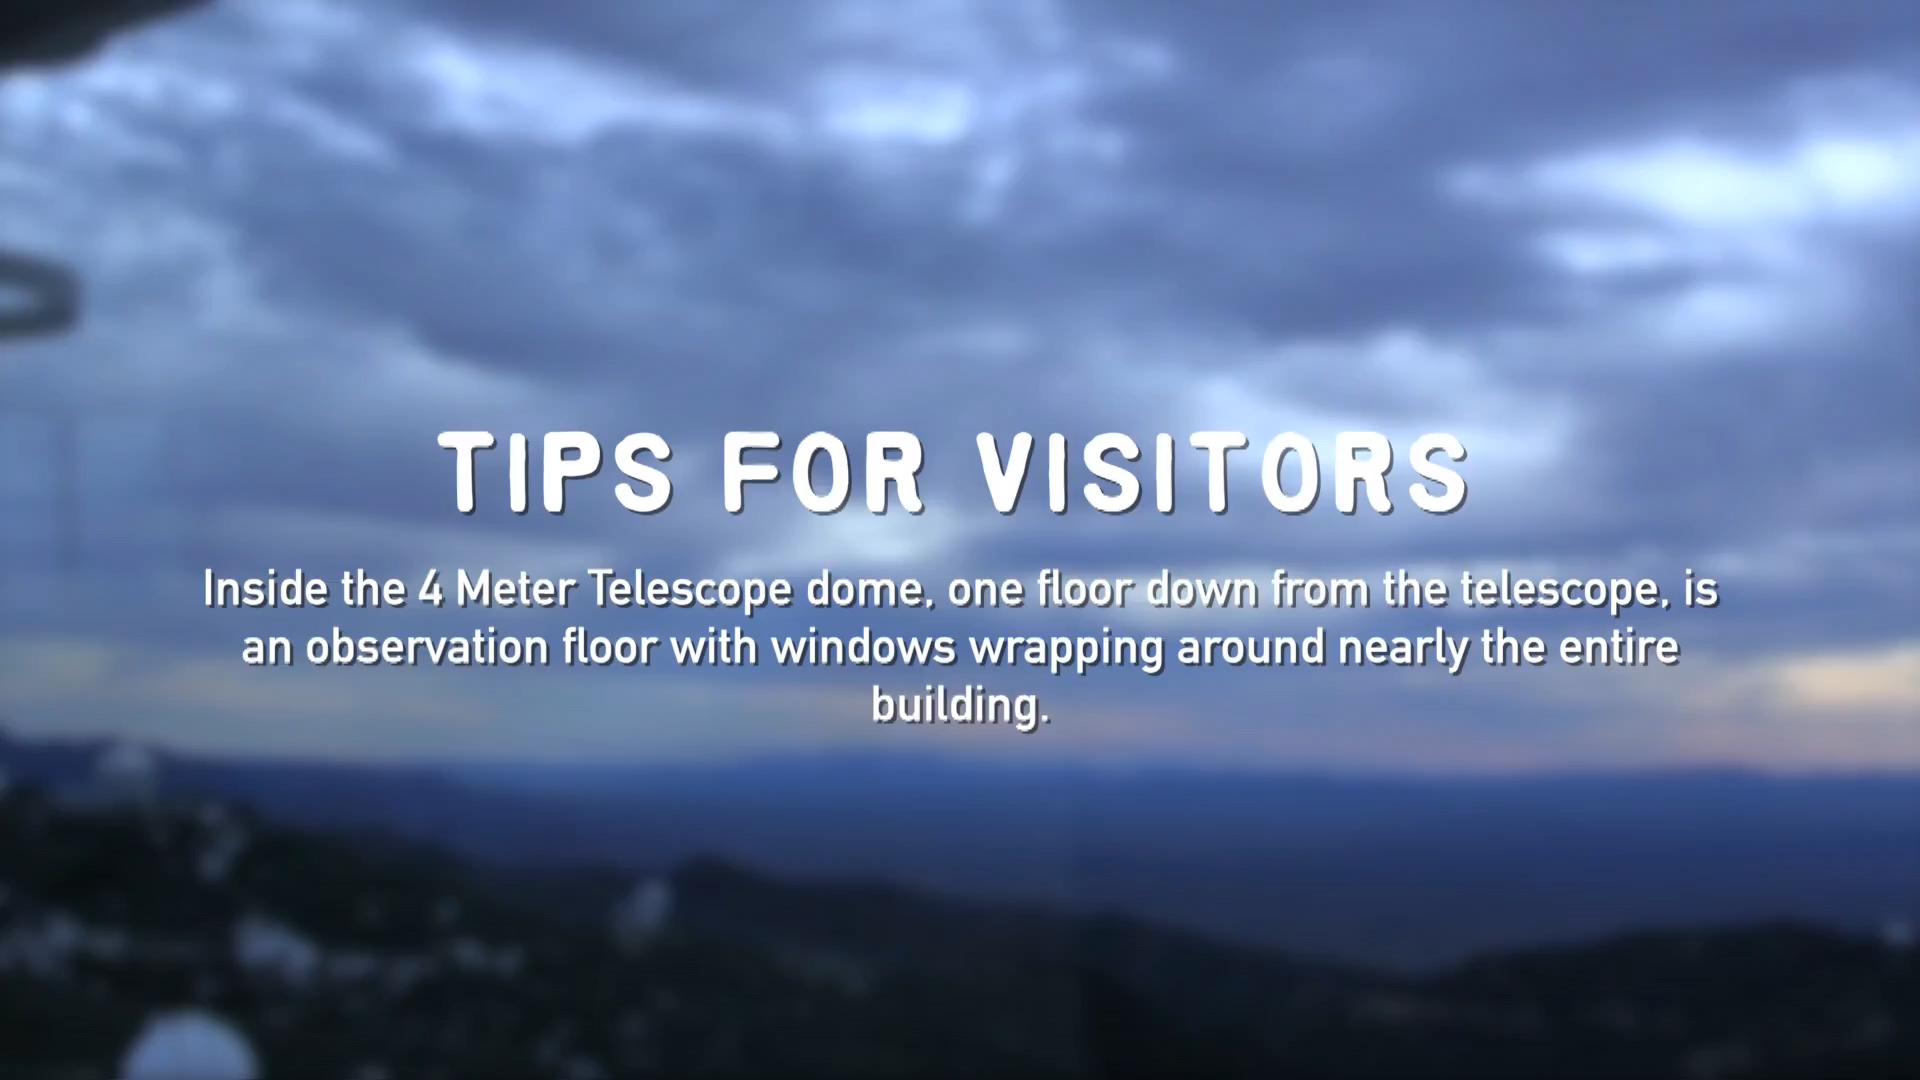 TIPS FOR VISITORS
Inside the 4 Meter Telescope dome, one floor down from the telescope, is
an observation floor with windows wrapping around nearly the entire
building.